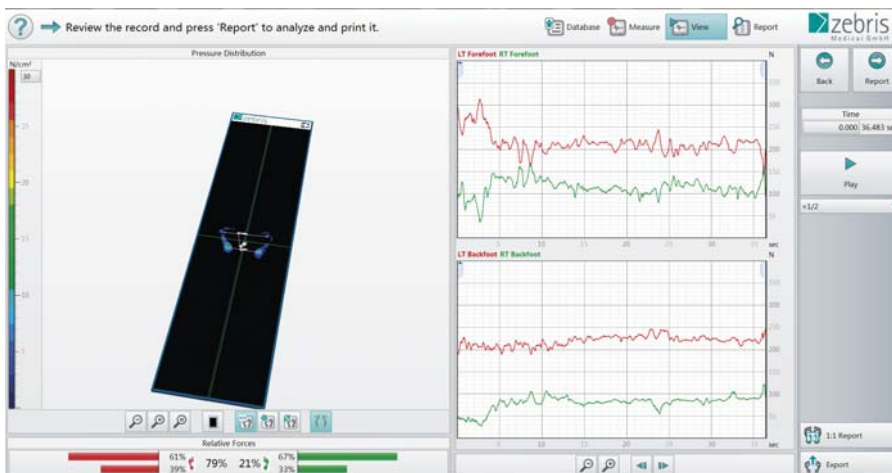 ? Review the record and press 'Report' to analyze and print it.
Database Measure View Report
zebris
Medical GmbH
Pressure Distribution
N/cm²
30
25
20
15
10
5
zebris
Relative Forces
61% 79% 21% 67%
39% 33%
LT Forefoot RT Forefoot N
350
300
250
200
150
100
50
5 10 15 20 25 30 35 sec
LT Backfoot RT Backfoot N
350
300
250
200
150
100
50
5 10 15 20 25 30 35 sec
Back Report
Time
0.000 36.483 se
Play
×1/2
1:1 Report
Export